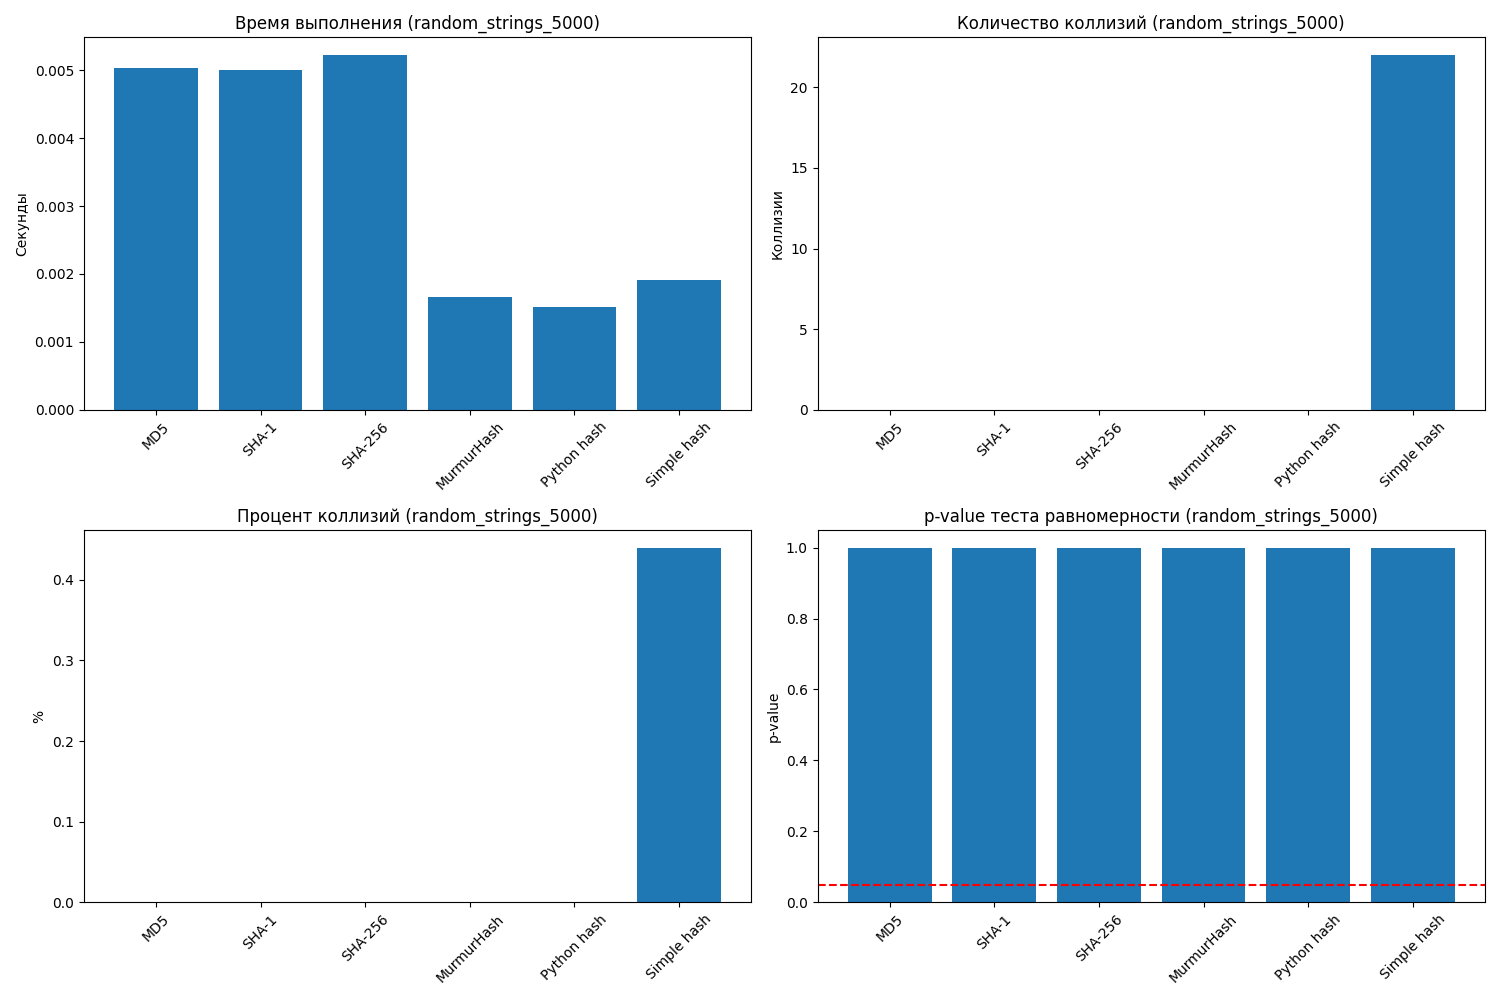 Время выполнения (random_strings_5000)
Секунды
0.005
0.004
0.003
0.002
0.001
0.000
MD5
SHA-1
SHA-256
MurmurHash
Python hash
Simple hash
Количество коллизий (random_strings_5000)
Коллизии
20
15
10
5
0
MD5
SHA-1
SHA-256
MurmurHash
Python hash
Simple hash
Процент коллизий (random_strings_5000)
%
0.4
0.3
0.2
0.1
0.0
MD5
SHA-1
SHA-256
MurmurHash
Python hash
Simple hash
p-value теста равномерности (random_strings_5000)
p-value
1.0
0.8
0.6
0.4
0.2
0.0
MD5
SHA-1
SHA-256
MurmurHash
Python hash
Simple hash